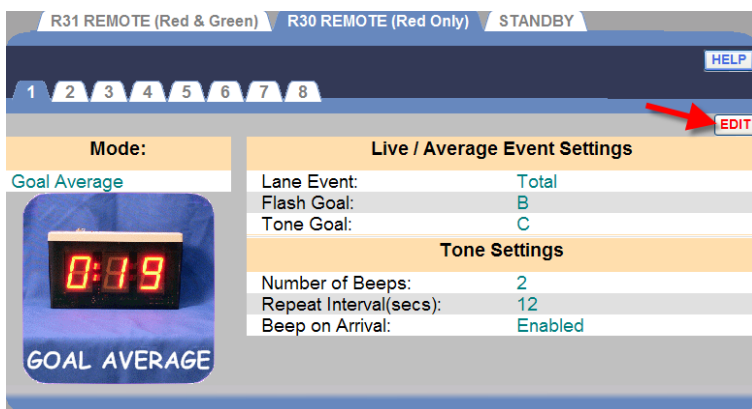 R31 REMOTE (Red & Green) R30 REMOTE (Red Only) STANDBY
HELP
1 2 3 4 5 6 7 8
EDIT
Mode: Live / Average Event Settings
Goal Average Lane Event: Total
Flash Goal: B
Tone Goal: C
Tone Settings
Number of Beeps: 2
Repeat Interval(secs): 12
Beep on Arrival: Enabled
0:19
GOAL AVERAGE